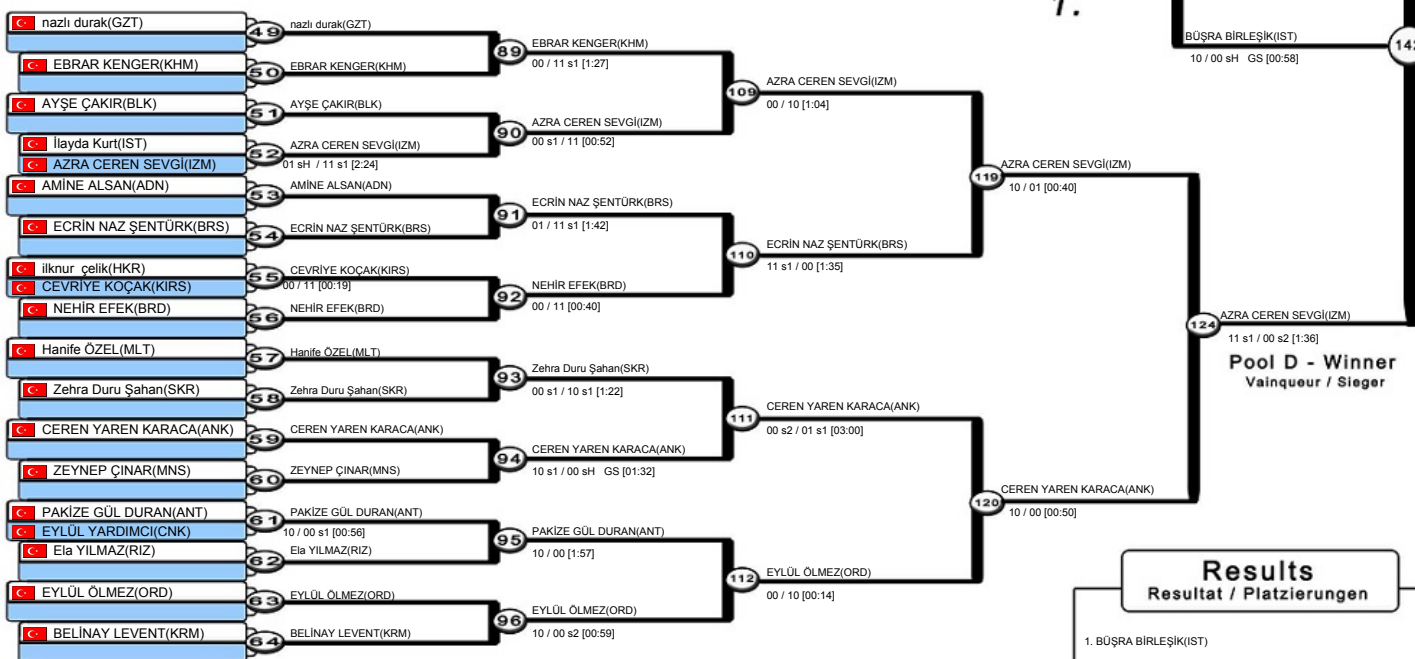 1.
nazlı durak(GZT)
EBRAR KENGER(KHM)
AYŞE ÇAKIR(BLK)
İlayda Kurt(IST)
AZRA CEREN SEVGİ(IZM)
AMİNE ALSAN(ADN)
ECRİN NAZ ŞENTÜRK(BRS)
ilknur çelik(HKR)
CEVRİYE KOÇAK(KIRS)
NEHİR EFEK(BRD)
Hanife ÖZEL(MLT)
Zehra Duru Şahan(SKR)
CEREN YAREN KARACA(ANK)
ZEYNEP ÇINAR(MNS)
PAKİZE GÜL DURAN(ANT)
EYLÜL YARDIMCI(CNK)
Ela YILMAZ(RIZ)
EYLÜL ÖLMEZ(ORD)
BELİNAY LEVENT(KRM)
49
nazlı durak(GZT)
50
EBRAR KENGER(KHM)
51
AYŞE ÇAKIR(BLK)
52
AZRA CEREN SEVGİ(IZM)
01 sH / 11 s1 [2:24]
53
AMİNE ALSAN(ADN)
54
ECRİN NAZ ŞENTÜRK(BRS)
55
CEVRİYE KOÇAK(KIRS)
00 / 11 [00:19]
56
NEHİR EFEK(BRD)
57
Hanife ÖZEL(MLT)
58
Zehra Duru Şahan(SKR)
59
CEREN YAREN KARACA(ANK)
60
ZEYNEP ÇINAR(MNS)
61
PAKİZE GÜL DURAN(ANT)
10 / 00 s1 [00:56]
62
Ela YILMAZ(RIZ)
63
EYLÜL ÖLMEZ(ORD)
64
BELİNAY LEVENT(KRM)
89
EBRAR KENGER(KHM)
00 / 11 s1 [1:27]
90
AZRA CEREN SEVGİ(IZM)
00 s1 / 11 [00:52]
91
ECRİN NAZ ŞENTÜRK(BRS)
01 / 11 s1 [1:42]
92
NEHİR EFEK(BRD)
00 / 11 [00:40]
93
Zehra Duru Şahan(SKR)
00 s1 / 10 s1 [1:22]
94
CEREN YAREN KARACA(ANK)
10 s1 / 00 sH GS [01:32]
95
PAKİZE GÜL DURAN(ANT)
10 / 00 [1:57]
96
EYLÜL ÖLMEZ(ORD)
10 / 00 s2 [00:59]
109
AZRA CEREN SEVGİ(IZM)
00 / 10 [1:04]
110
ECRİN NAZ ŞENTÜRK(BRS)
11 s1 / 00 [1:35]
111
CEREN YAREN KARACA(ANK)
00 s2 / 01 s1 [03:00]
112
EYLÜL ÖLMEZ(ORD)
00 / 10 [00:14]
119
AZRA CEREN SEVGİ(IZM)
10 / 01 [00:40]
120
CEREN YAREN KARACA(ANK)
10 / 00 [00:50]
124
AZRA CEREN SEVGİ(IZM)
11 s1 / 00 s2 [1:36]
Pool D - Winner
Vainqueur / Sieger
BÜŞRA BİRLEŞİK(IST)
10 / 00 sH GS [00:58]
Results
Resultat / Platzierungen
1. BÜŞRA BİRLEŞİK(IST)